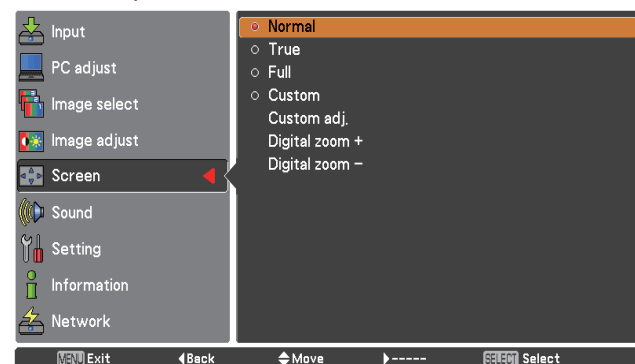 Input
PC adjust
Image select
Image adjust
Screen
Sound
Setting
Information
Network
Normal
True
Full
Custom
Custom adj.
Digital zoom +
Digital zoom –
MENU Exit Back Move ----- SELECT Select